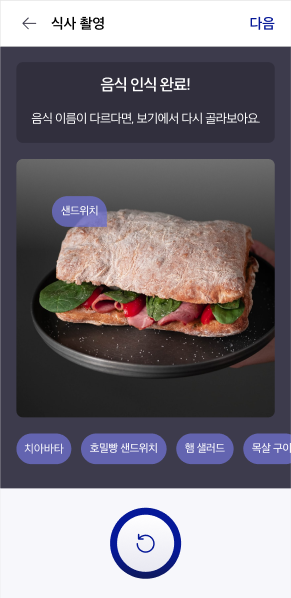 식사 촬영
다음
음식 인식 완료!
음식 이름이 다르다면, 보기에서 다시 골라보아요.
샌드위치
치아바타
호밀빵 샌드위치
햄 샐러드
목살 구이